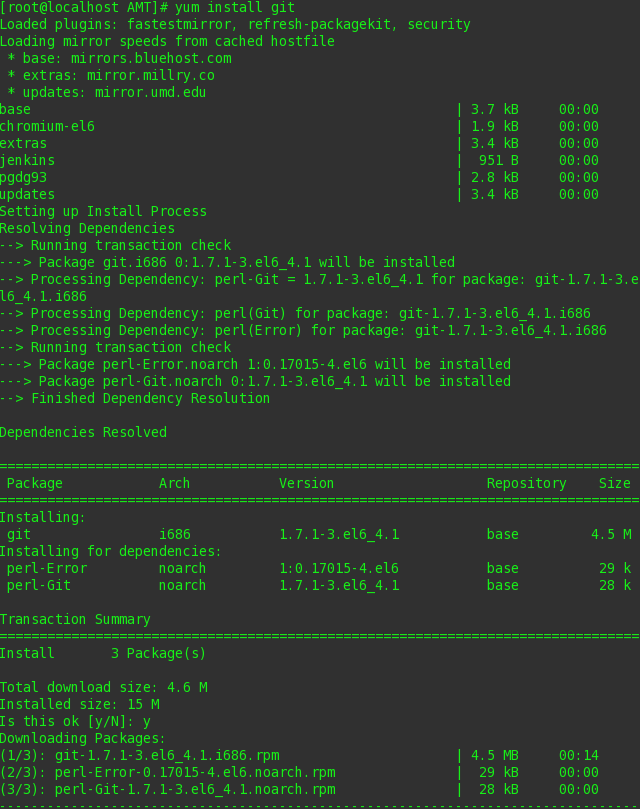 [root@localhost AMT]# yum install git
Loaded plugins: fastestmirror, refresh-packagekit, security
Loading mirror speeds from cached hostfile
 * base: mirrors.bluehost.com
 * extras: mirror.millry.co
 * updates: mirror.umd.edu
base                                                     | 3.7 kB     00:00
chromium-el6                                             | 1.9 kB     00:00
extras                                                   | 3.4 kB     00:00
jenkins                                                  |  951 B     00:00
pgdg93                                                   | 2.8 kB     00:00
updates                                                  | 3.4 kB     00:00
Setting up Install Process
Resolving Dependencies
--> Running transaction check
---> Package git.i686 0:1.7.1-3.el6_4.1 will be installed
--> Processing Dependency: perl-Git = 1.7.1-3.el6_4.1 for package: git-1.7.1-3.e
l6_4.1.i686
--> Processing Dependency: perl(Git) for package: git-1.7.1-3.el6_4.1.i686
--> Processing Dependency: perl(Error) for package: git-1.7.1-3.el6_4.1.i686
--> Running transaction check
---> Package perl-Error.noarch 1:0.17015-4.el6 will be installed
---> Package perl-Git.noarch 0:1.7.1-3.el6_4.1 will be installed
--> Finished Dependency Resolution

Dependencies Resolved

================================================================================
 Package            Arch           Version                   Repository    Size
================================================================================
Installing:
 git                i686           1.7.1-3.el6_4.1           base         4.5 M
Installing for dependencies:
 perl-Error         noarch         1:0.17015-4.el6           base          29 k
 perl-Git           noarch         1.7.1-3.el6_4.1           base          28 k

Transaction Summary
================================================================================
Install       3 Package(s)

Total download size: 4.6 M
Installed size: 15 M
Is this ok [y/N]: y
Downloading Packages:
(1/3): git-1.7.1-3.el6_4.1.i686.rpm                      | 4.5 MB     00:14
(2/3): perl-Error-0.17015-4.el6.noarch.rpm               |  29 kB     00:00
(3/3): perl-Git-1.7.1-3.el6_4.1.noarch.rpm               |  28 kB     00:00
--------------------------------------------------------------------------------